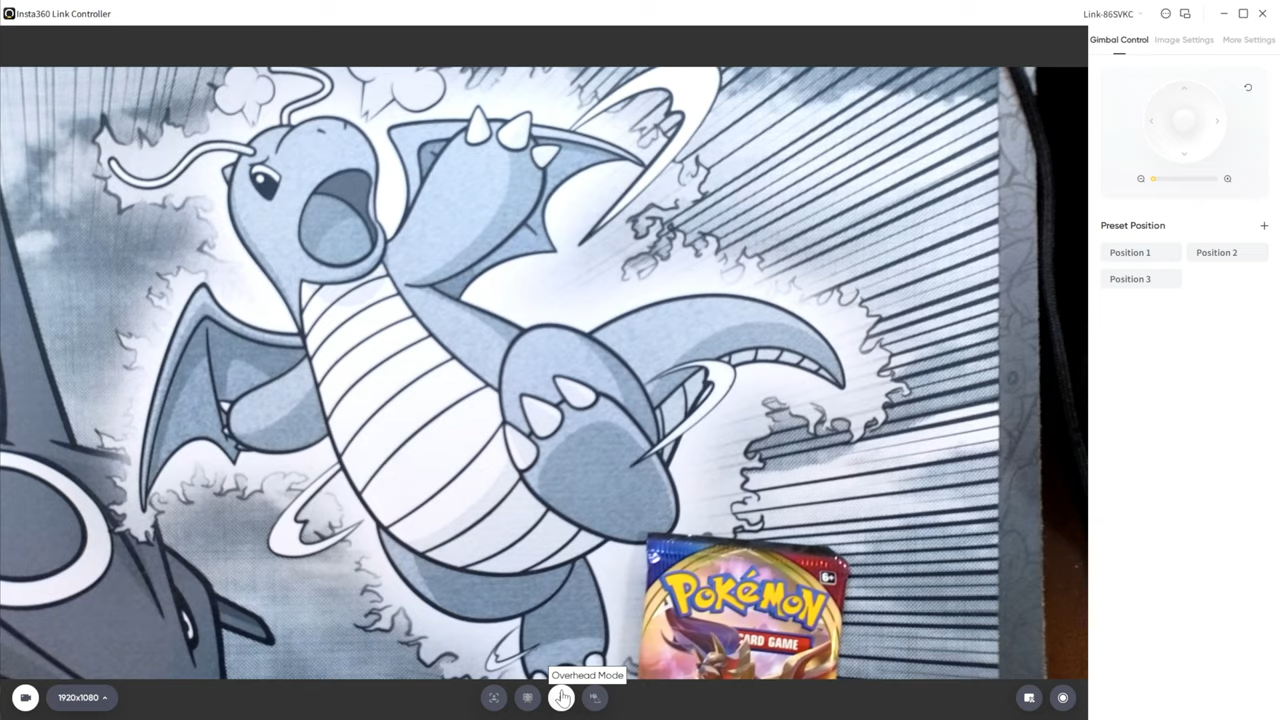 Insta360 Link Controller
Link-86SVKC
Gimbal Control
Image Settings
More Settings
Preset Position
Position 1
Position 2
Position 3
6+
POKéMON
CARD GAME
Overhead Mode
1920x1080